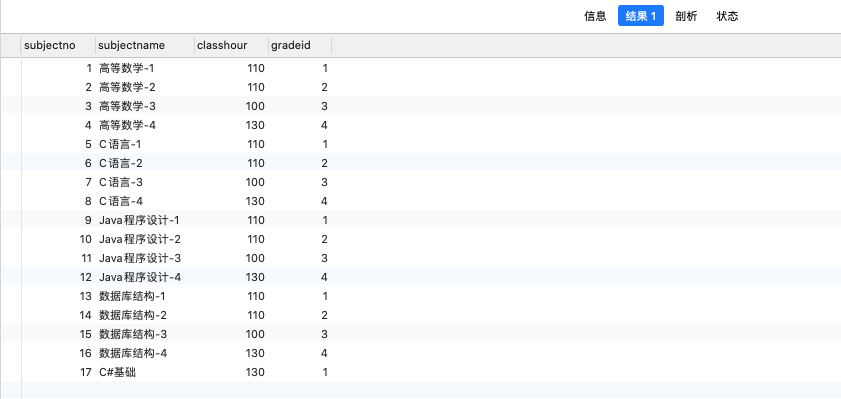 信息 结果 1 剖析 状态
subjectno subjectname classhour gradeid
1 高等数学-1 110 1
2 高等数学-2 110 2
3 高等数学-3 100 3
4 高等数学-4 130 4
5 C语言-1 110 1
6 C语言-2 110 2
7 C语言-3 100 3
8 C语言-4 130 4
9 Java程序设计-1 110 1
10 Java程序设计-2 110 2
11 Java程序设计-3 100 3
12 Java程序设计-4 130 4
13 数据库结构-1 110 1
14 数据库结构-2 110 2
15 数据库结构-3 100 3
16 数据库结构-4 130 4
17 C#基础 130 1